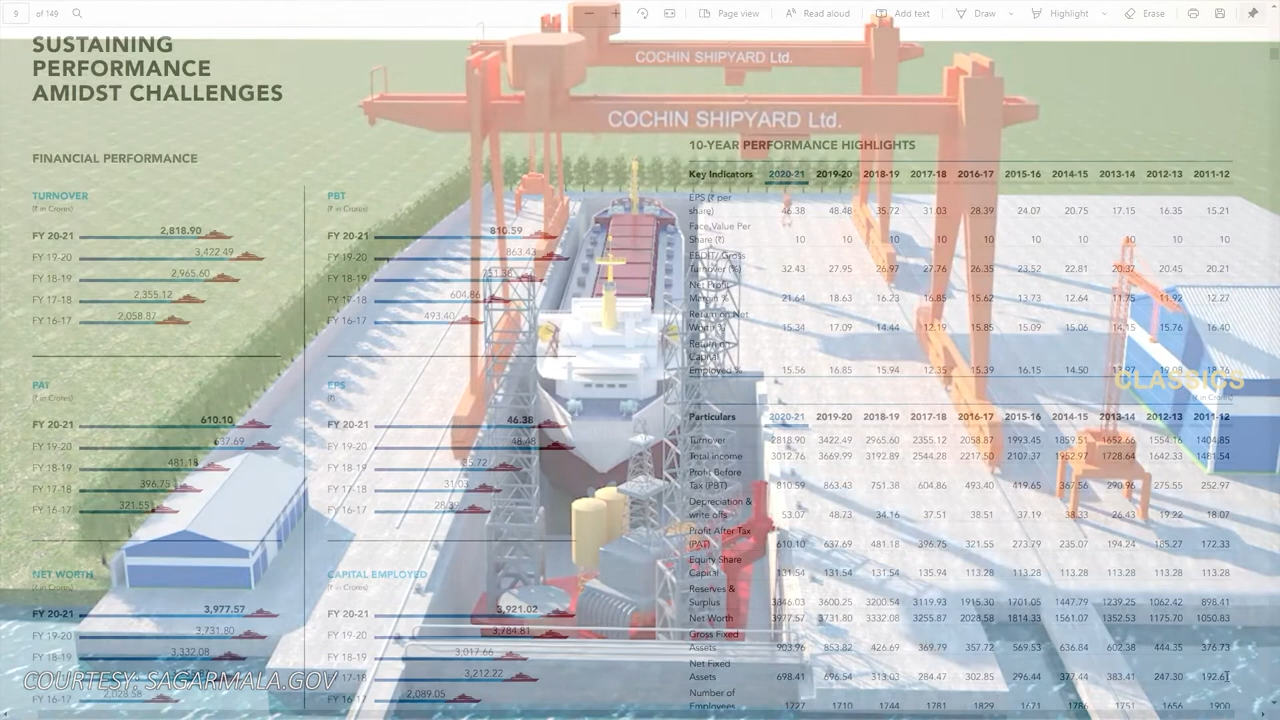 9 of 149
Page view
Read aloud
Add text
Draw
Highlight
Erase
SUSTAINING
PERFORMANCE
AMIDST CHALLENGES
COCHIN SHIPYARD Ltd.
COCHIN SHIPYARD Ltd.
FINANCIAL PERFORMANCE
TURNOVER
(₹ in Crores)
FY 20-21 2,818.90
FY 19-20 3,422.49
FY 18-19 2,965.60
FY 17-18 2,355.12
FY 16-17 2,058.87
PBT
(₹ in Crores)
FY 20-21 810.59
FY 19-20 863.43
FY 18-19 751.38
FY 17-18 604.86
FY 16-17 493.40
PAT
(₹ in Crores)
FY 20-21 610.10
FY 19-20 637.69
FY 18-19 481.18
FY 17-18 396.75
FY 16-17 321.55
EPS
(₹)
FY 20-21 46.38
FY 19-20 48.48
FY 18-19 35.72
FY 17-18 31.03
FY 16-17 28.39
NET WORTH
(₹ in Crores)
FY 20-21 3,977.57
FY 19-20 3,731.80
FY 18-19 3,332.08
FY 16-17 2,028.58
CAPITAL EMPLOYED
(₹ in Crores)
FY 20-21 3,921.02
FY 19-20 3,784.81
FY 18-19 3,017.66
17-18 3,212.22
FY 16-17 2,089.05
COURTESY: SAGARMALA.GOV
10-YEAR PERFORMANCE HIGHLIGHTS
Key Indicators 2020-21 2019-20 2018-19 2017-18 2016-17 2015-16 2014-15 2013-14 2012-13 2011-12
EPS (₹ per
share) 46.38 48.48 35.72 31.03 28.39 24.07 20.75 17.15 16.35 15.21
Face Value Per
Share (₹) 10 10 10 10 10 10 10 10 10 10
EBDIT/ Gross
Turnover (%) 32.43 27.95 26.97 27.76 26.35 23.52 22.81 20.37 20.45 20.21
Net Profit
Margin % 21.64 18.63 16.23 16.85 15.62 13.73 12.64 11.75 11.92 12.27
Return on Net
Worth % 15.34 17.09 14.44 12.19 15.85 15.09 15.06 14.15 15.76 16.40
Return on
Capital
Employed % 15.56 16.85 15.94 12.35 15.39 16.15 14.50 13.97 19.08
CLASSICS
(₹ in Crores)
Particulars 2020-21 2019-20 2018-19 2017-18 2016-17 2015-16 2014-15 2013-14 2012-13 2011-12
Turnover 2818.90 3422.49 2965.60 2355.12 2058.87 1993.45 1859.51 1652.66 1554.16 1404.85
Total income 3012.76 3669.99 3192.89 2544.28 2217.50 2107.37 1952.97 1728.64 1642.33 1481.54
Profit Before
Tax (PBT) 810.59 863.43 751.38 604.86 493.40 419.65 367.56 290.96 275.55 252.97
Depreciation &
write offs 53.07 48.73 34.16 37.51 38.51 37.19 38.33 26.43 19.22 18.07
Profit After Tax
(PAT) 610.10 637.69 481.18 396.75 321.55 273.79 235.07 194.24 185.27 172.33
Equity Share
Capital 131.54 131.54 131.54 135.94 113.28 113.28 113.28 113.28 113.28 113.28
Reserves &
Surplus 3846.03 3600.25 3200.54 3119.93 1915.30 1701.05 1447.79 1239.25 1062.42 898.41
Net Worth 3977.57 3731.80 3332.08 3255.87 2028.58 1814.33 1561.07 1352.53 1175.70 1050.83
Gross Fixed
Assets 903.96 853.82 426.69 369.79 357.72 569.53 636.84 602.38 444.35 376.73
Net Fixed
Assets 698.41 696.54 313.03 284.47 302.85 296.44 377.44 383.41 247.30 192.61
Number of
Employees 1727 1710 1744 1781 1829 1671 1786 1751 1656 1900